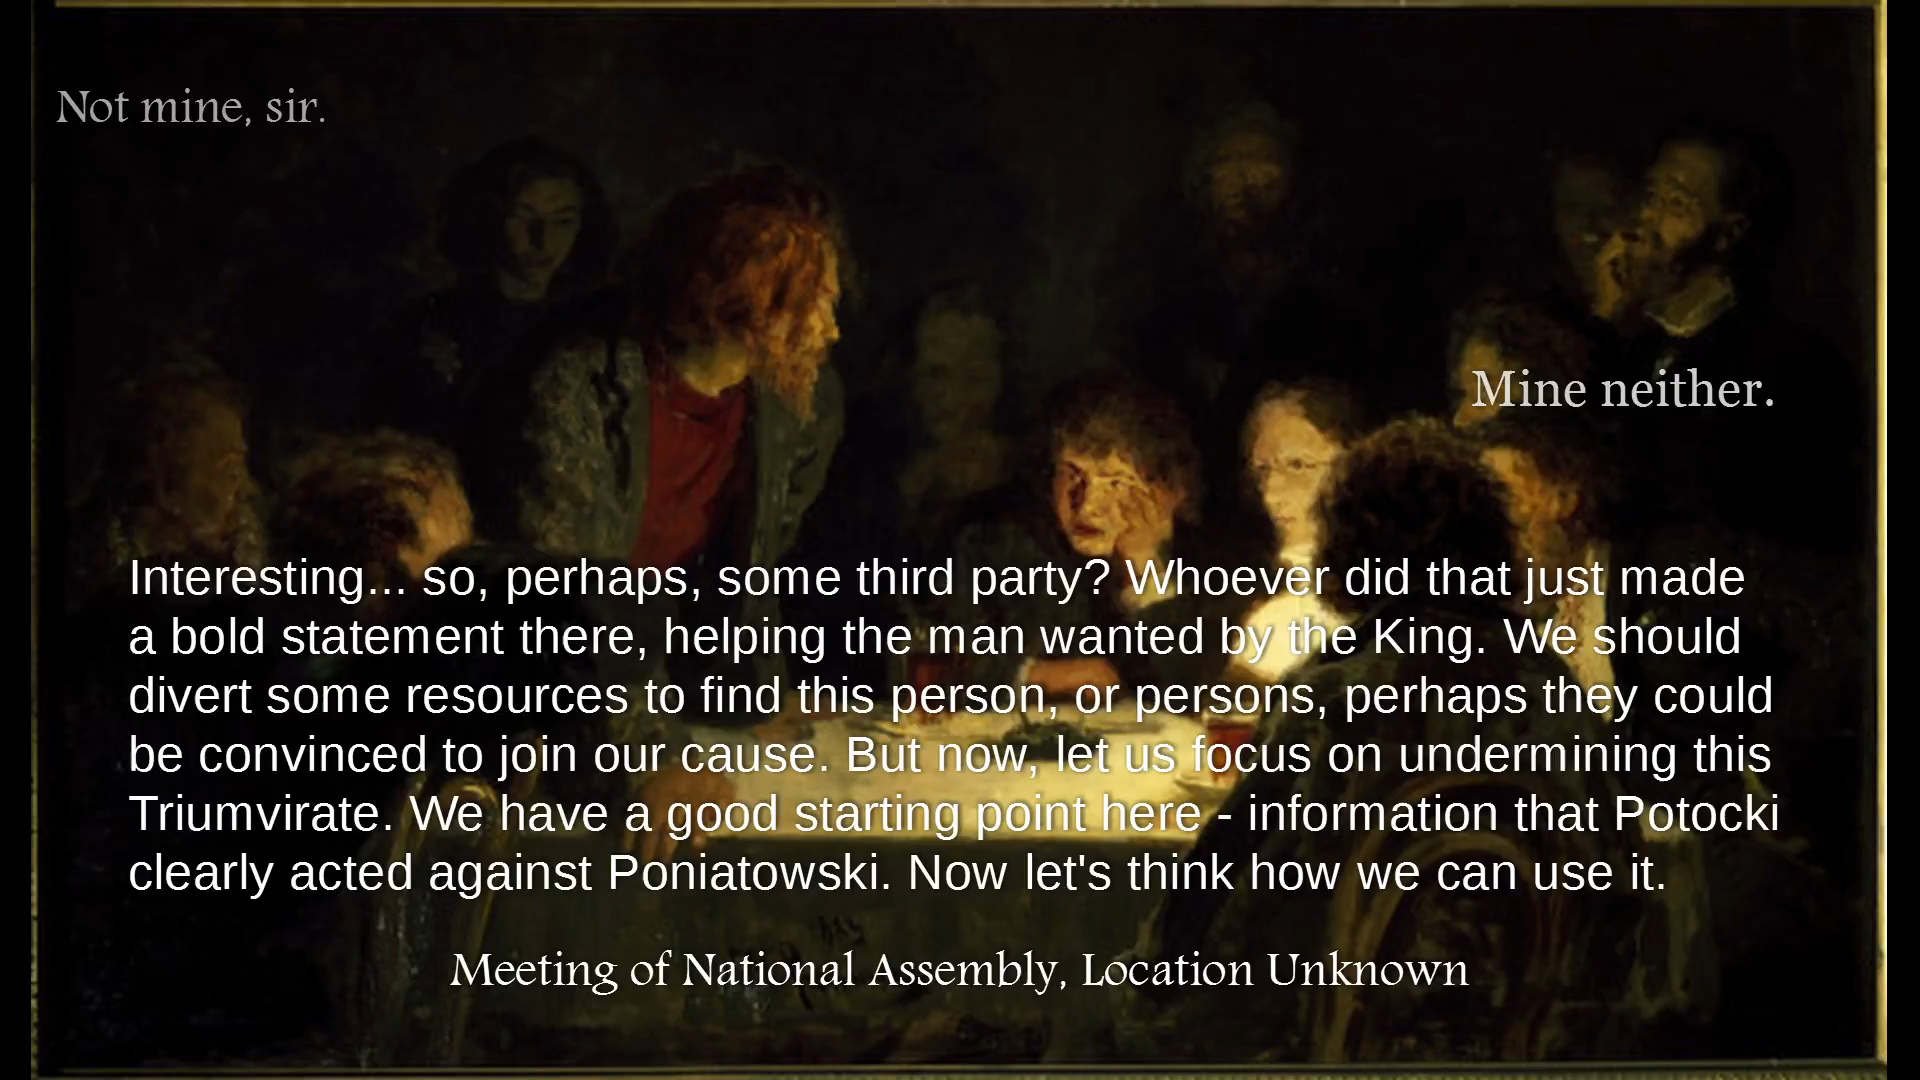 Not mine, sir.
Mine neither.
Interesting... so, perhaps, some third party? Whoever did that just made
a bold statement there, helping the man wanted by the King. We should
divert some resources to find this person, or persons, perhaps they could
be convinced to join our cause. But now, let us focus on undermining this
Triumvirate. We have a good starting point here - information that Potocki
clearly acted against Poniatowski. Now let's think how we can use it.
Meeting of National Assembly, Location Unknown